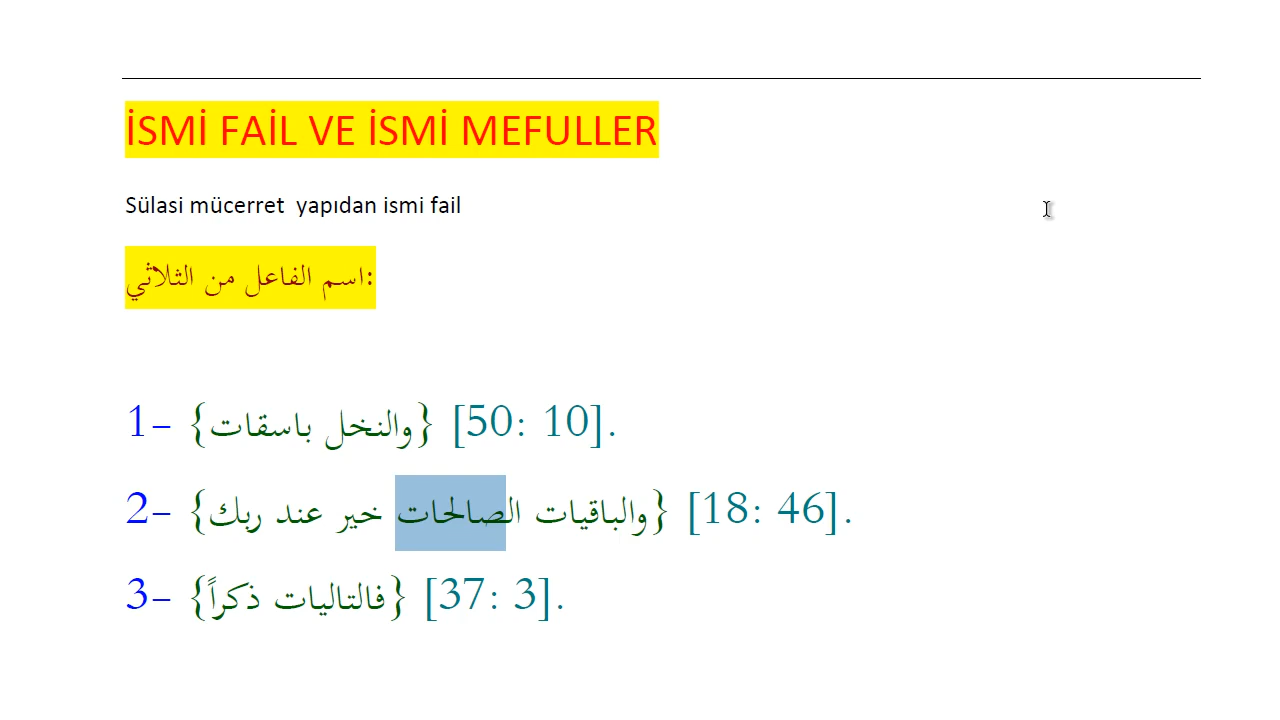 İSMİ FAİL VE İSMİ MEFULLER
Sülasi mücerret yapıdan ismi fail
اسم الفاعل من الثلاثي:
1- {والنخل باسقات} [50: 10].
2- {والباقيات الصالحات خير عند ربك} [18: 46].
3- {فالتاليات ذكراً} [37: 3].